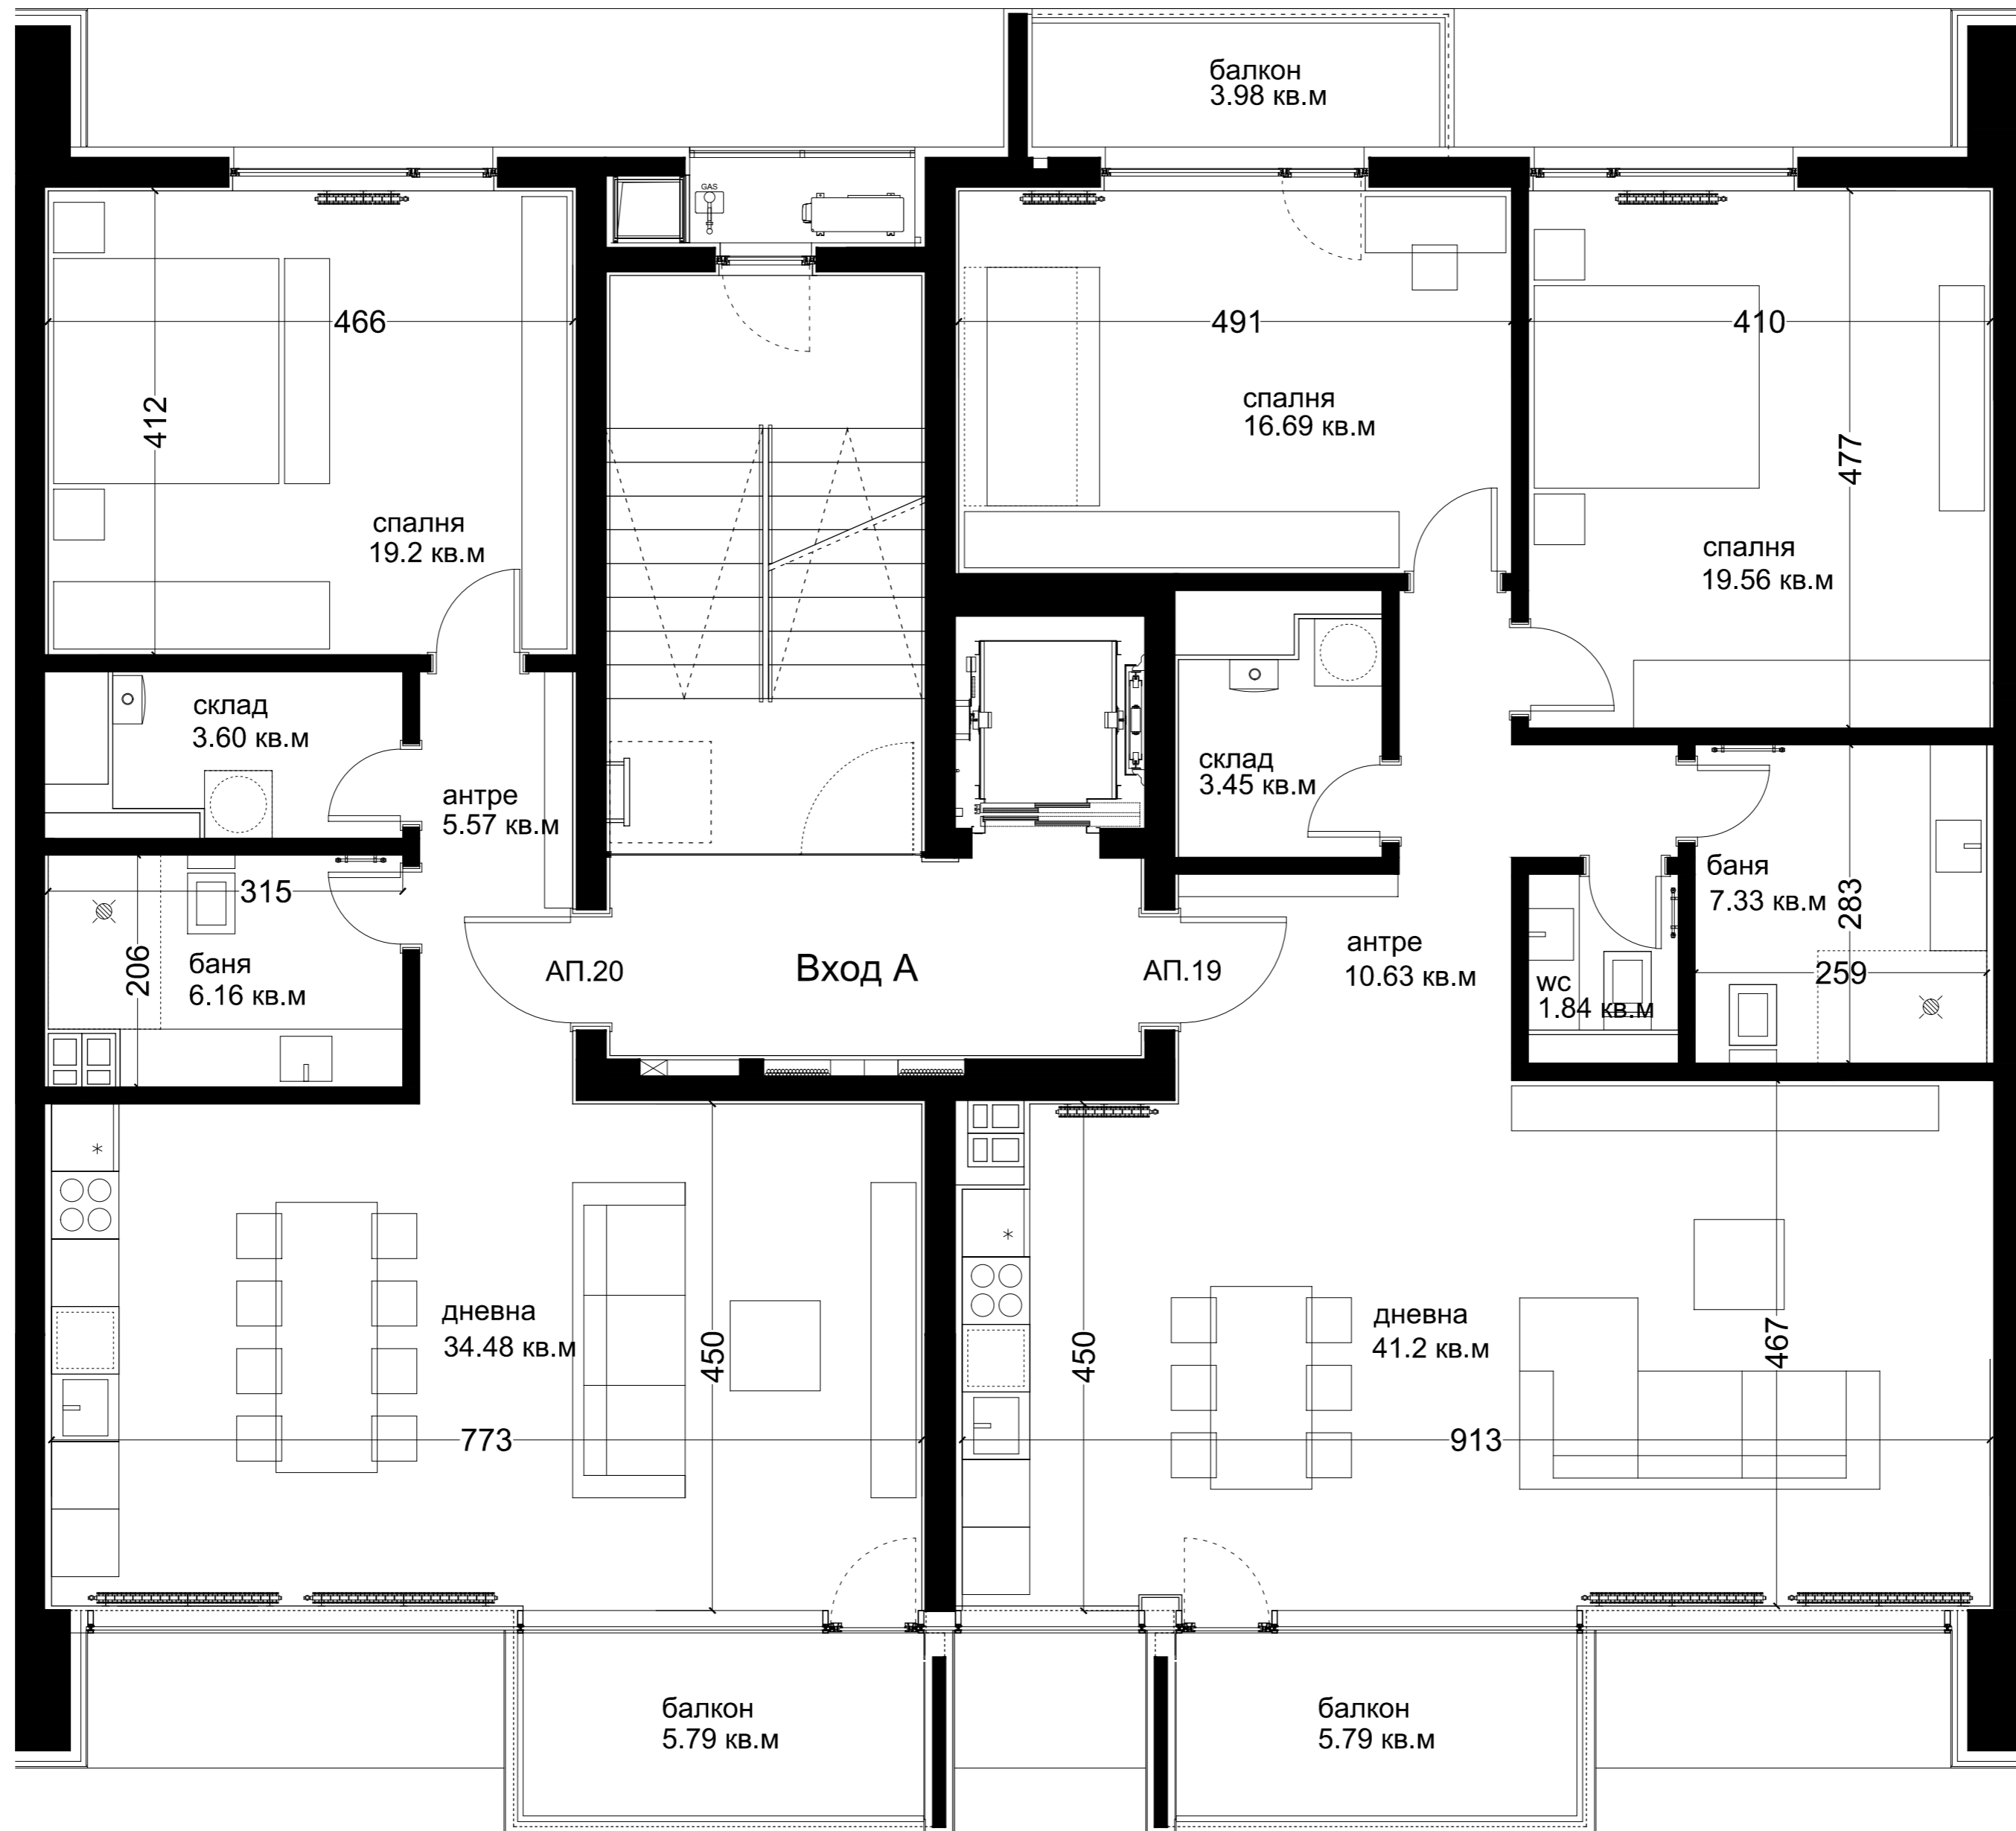 балкон
3.98 кв.м
GAS
466
491
410
412
спалня
16.69 кв.м
477
спалня
19.2 кв.м
спалня
19.56 кв.м
склад
3.60 кв.м
склад
3.45 кв.м
антре
5.57 кв.м
315
баня
7.33 кв.м
283
206
баня
6.16 кв.м
АП.20
Вход А
АП.19
антре
10.63 кв.м
wc
1.84 кв.м
259
дневна
34.48 кв.м
450
450
дневна
41.2 кв.м
467
773
913
балкон
5.79 кв.м
балкон
5.79 кв.м